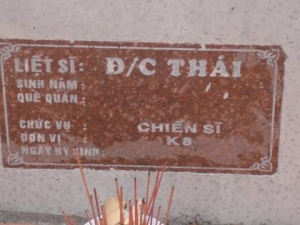 LIỆT SĨ: Đ/C THÁI
SINH NĂM:
QUÊ QUÁN:
CHỨC VỤ: CHIẾN SĨ
ĐƠN VỊ: K8
NGÀY HY SINH: